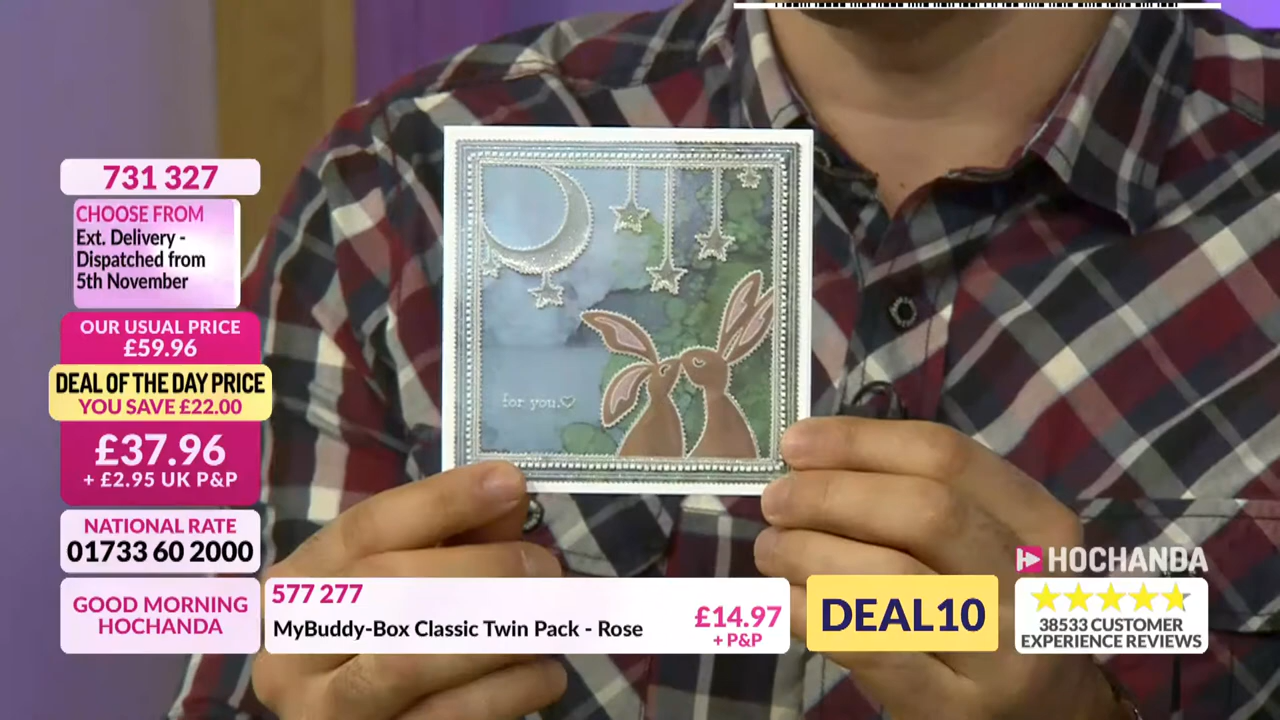 731 327
CHOOSE FROM
Ext. Delivery -
Dispatched from
5th November
OUR USUAL PRICE
£59.96
DEAL OF THE DAY PRICE
YOU SAVE £22.00
£37.96
+ £2.95 UK P&P
NATIONAL RATE
01733 60 2000
GOOD MORNING
HOCHANDA
577 277
MyBuddy-Box Classic Twin Pack - Rose
£14.97
+ P&P
DEAL10
HOCHANDA
38533 CUSTOMER
EXPERIENCE REVIEWS
for you.